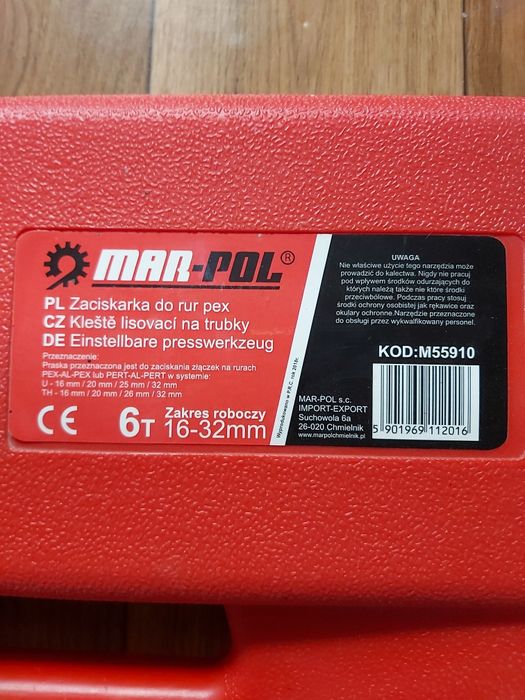 MAR-POL®
PL Zaciskarka do rur pex
CZ Kleště lisovací na trubky
DE Einstellbare presswerkzeug
Przeznaczenie:
Praska przeznaczona jest do zaciskania złączek na rurach
PEX-AL-PEX lub PERT-AL-PERT w systemie:
U - 16 mm / 20 mm / 25 mm / 32 mm
TH - 16 mm / 20 mm / 26 mm / 32 mm
CE
6T
Zakres roboczy
16-32mm
Wyprodukowano w P.R.C. rok 2018r.
UWAGA
Nie właściwe użycie tego narzędzia może
prowadzić do kalectwa. Nigdy nie pracuj
pod wpływem środków odurzających do
których należą także nie które środki
przeciwbólowe. Podczas pracy stosuj
środki ochrony osobistej jak rękawice oraz
okulary ochronne.Narzędzie przeznaczone
do obsługi przez wykwalifikowany personel.
KOD:M55910
MAR-POL s.c.
IMPORT-EXPORT
Suchowola 6a
26-020 Chmielnik
www.marpolchmielnik.pl
5 901969 112016